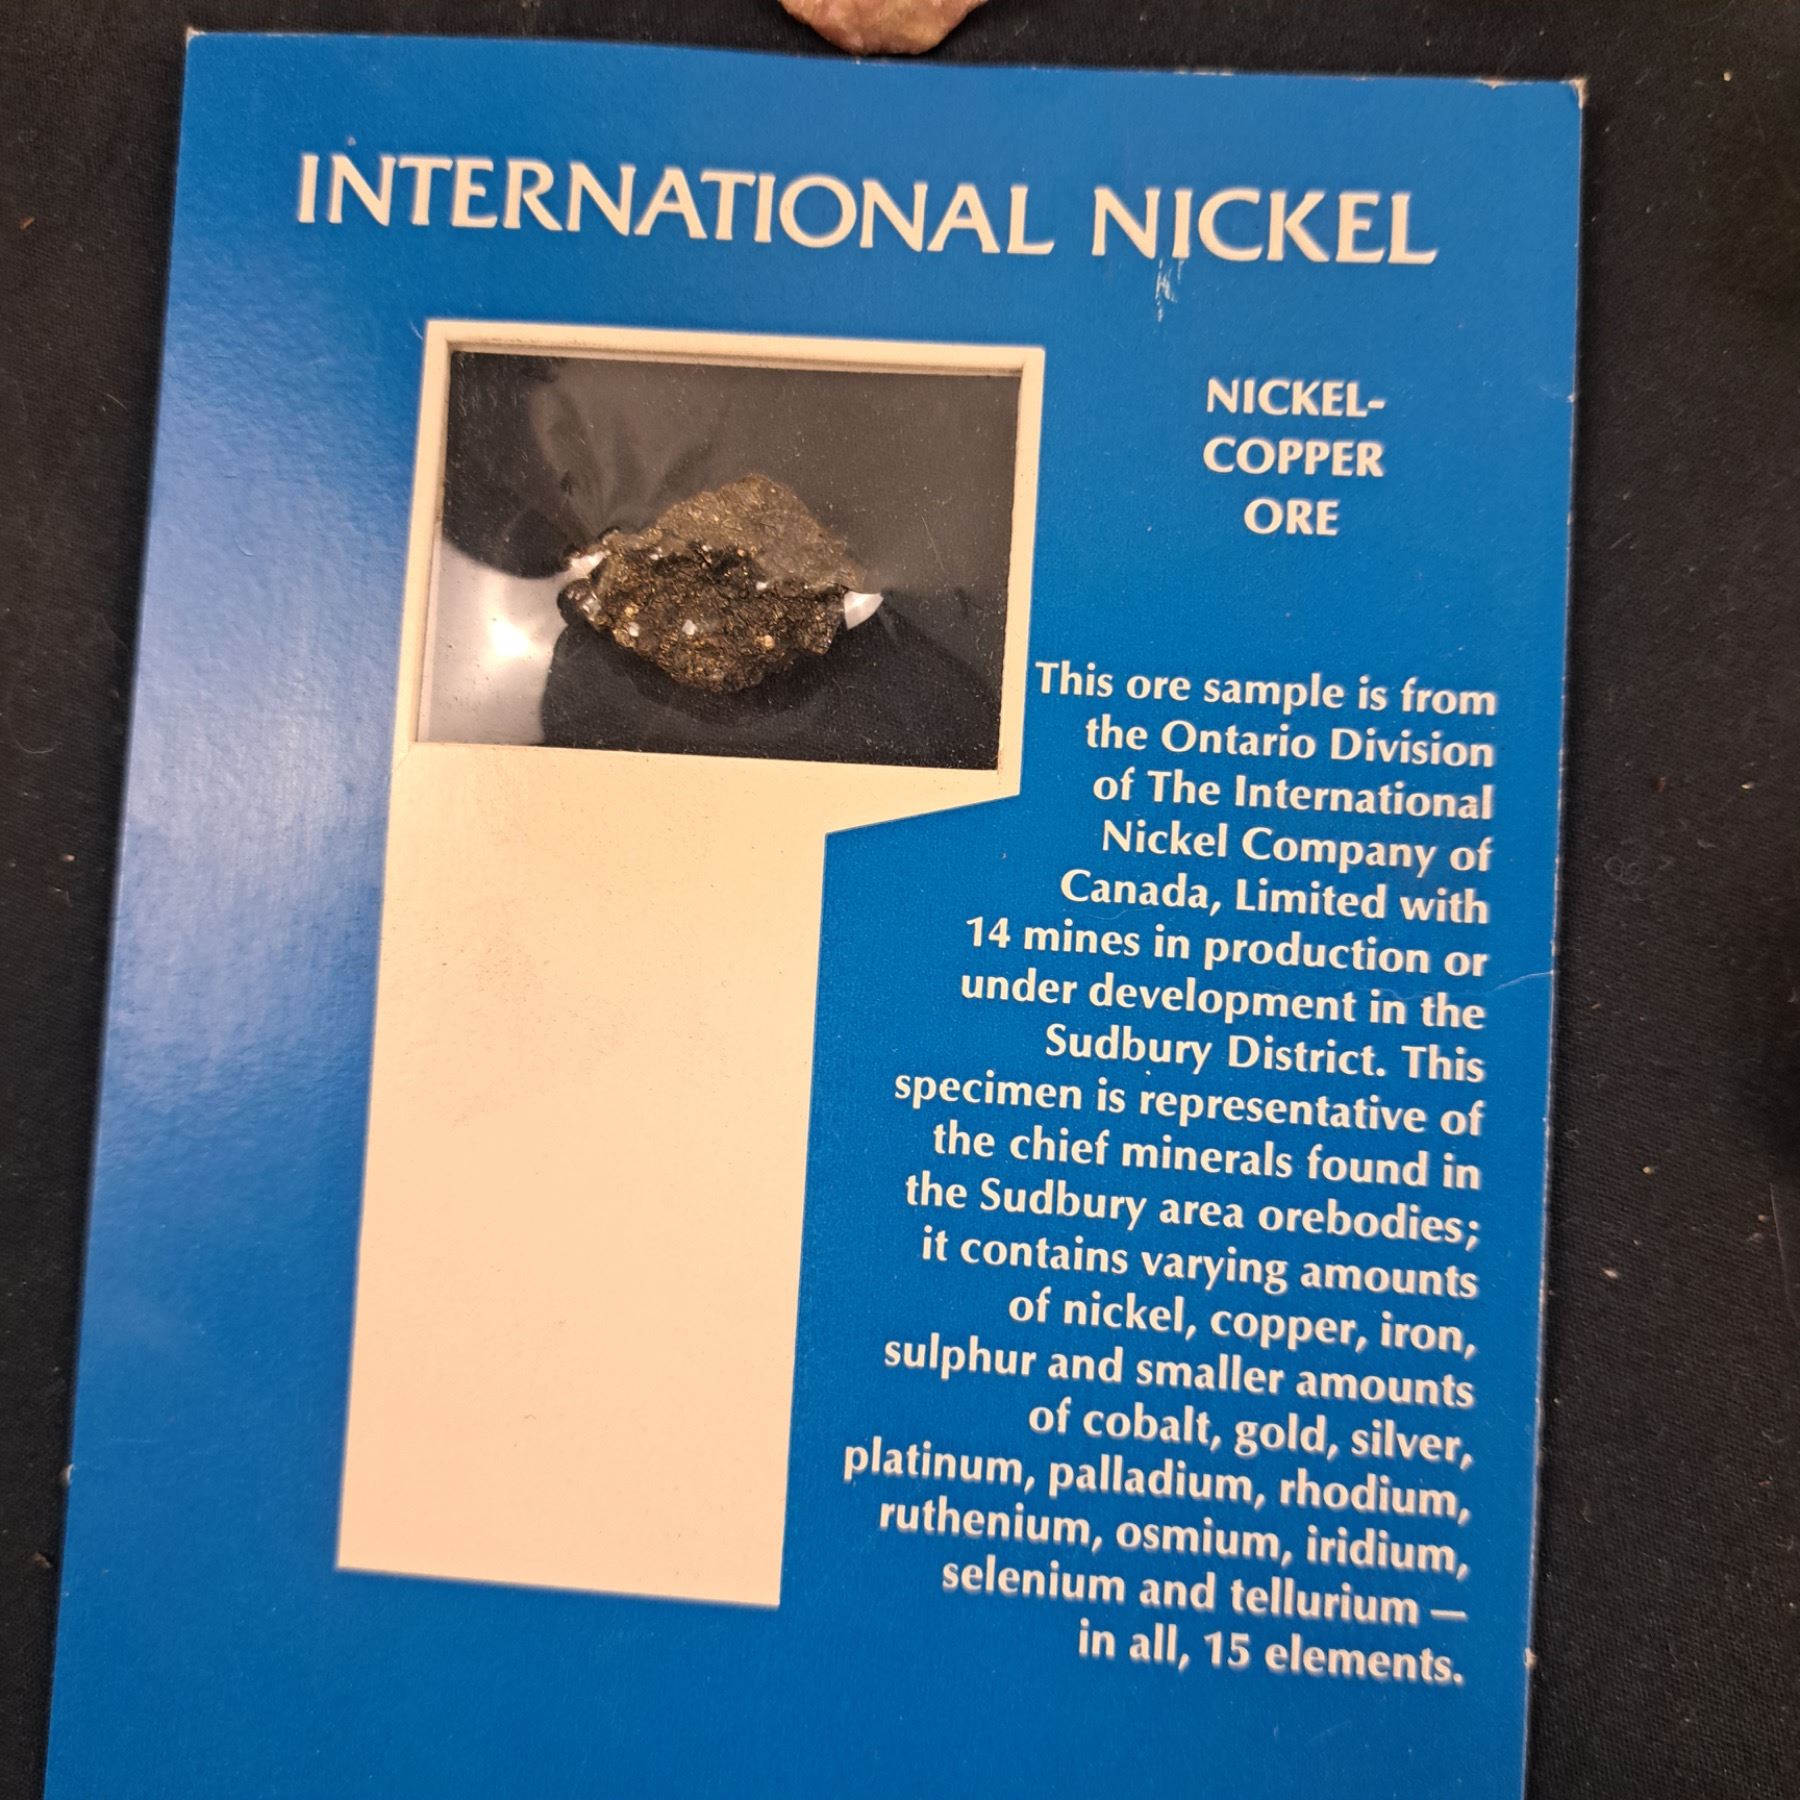 INTERNATIONAL NICKEL
NICKEL-
COPPER
ORE
This ore sample is from
the Ontario Division
of The International
Nickel Company of
Canada, Limited with
14 mines in production or
under development in the
Sudbury District. This
specimen is representative of
the chief minerals found in
the Sudbury area orebodies;
it contains varying amounts
of nickel, copper, iron,
sulphur and smaller amounts
of cobalt, gold, silver,
platinum, palladium, rhodium,
ruthenium, osmium, iridium,
selenium and tellurium —
in all, 15 elements.